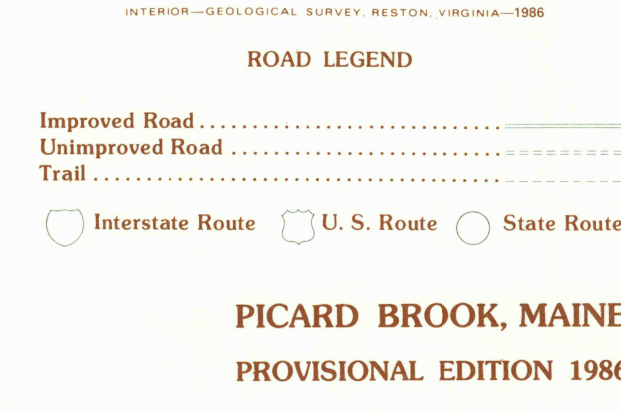 INTERIOR—GEOLOGICAL SURVEY, RESTON, VIRGINIA—1986
ROAD LEGEND
Improved Road
Unimproved Road
Trail
Interstate Route U. S. Route State Route
PICARD BROOK, MAINE
PROVISIONAL EDITION 1986